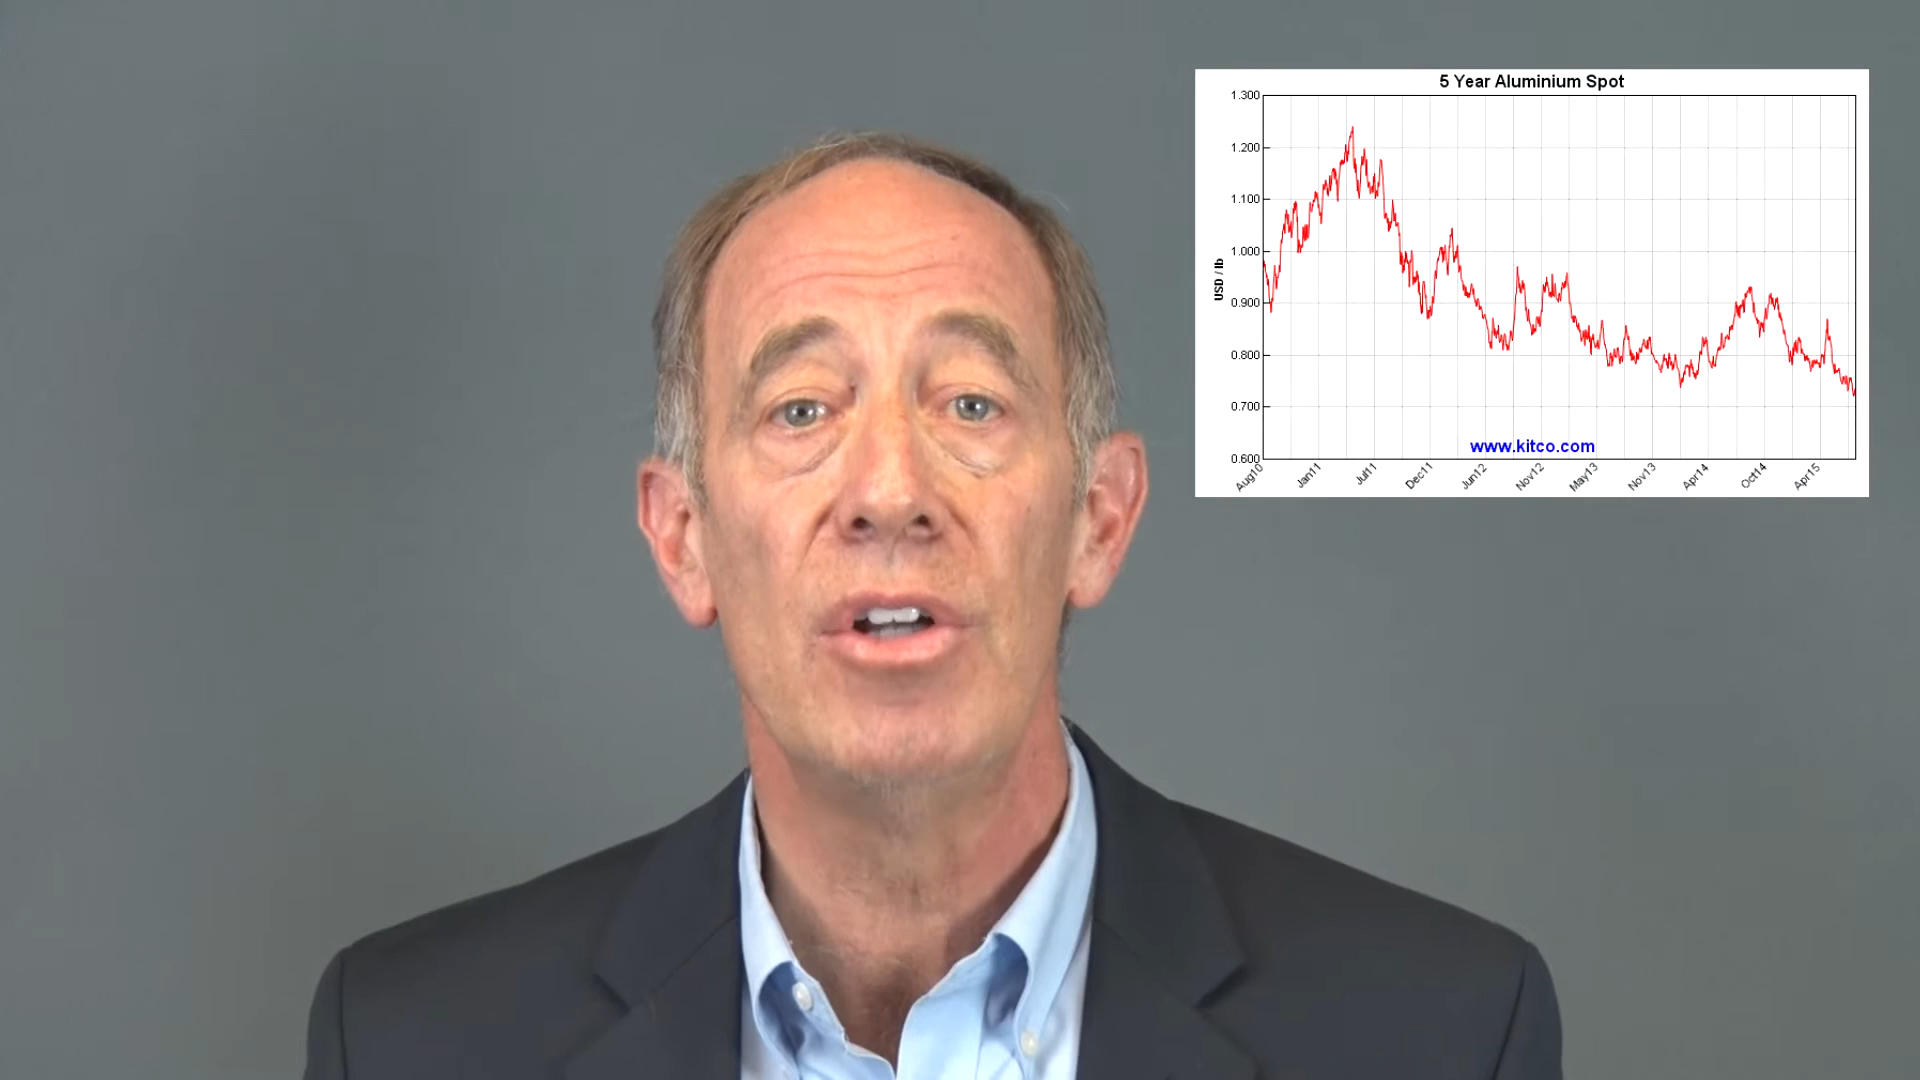 5 Year Aluminium Spot
1.300
1.200
1.100
1.000
0.900
0.800
0.700
0.600
USD / lb
www.kitco.com
Aug10 Jan11 Jul11 Dec11 Jun12 Nov12 May13 Nov13 Apr14 Oct14 Apr15